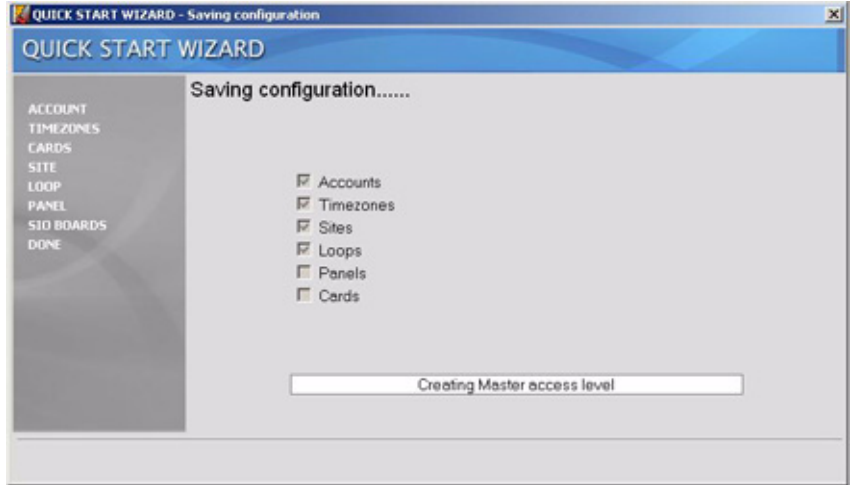 QUICK START WIZARD - Saving configuration
QUICK START WIZARD
ACCOUNT
TIMEZONES
CARDS
SITE
LOOP
PANEL
SIO BOARDS
DONE
Saving configuration......
Accounts
Timezones
Sites
Loops
Panels
Cards
Creating Master access level